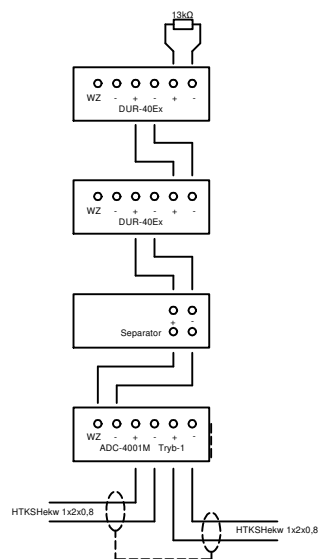 13kΩ
WZ - + - + -
DUR-40Ex
WZ - + - + -
DUR-40Ex
+ -
Separator
WZ - + - + -
ADC-4001M Tryb-1
HTKSHekw 1x2x0,8
HTKSHekw 1x2x0,8